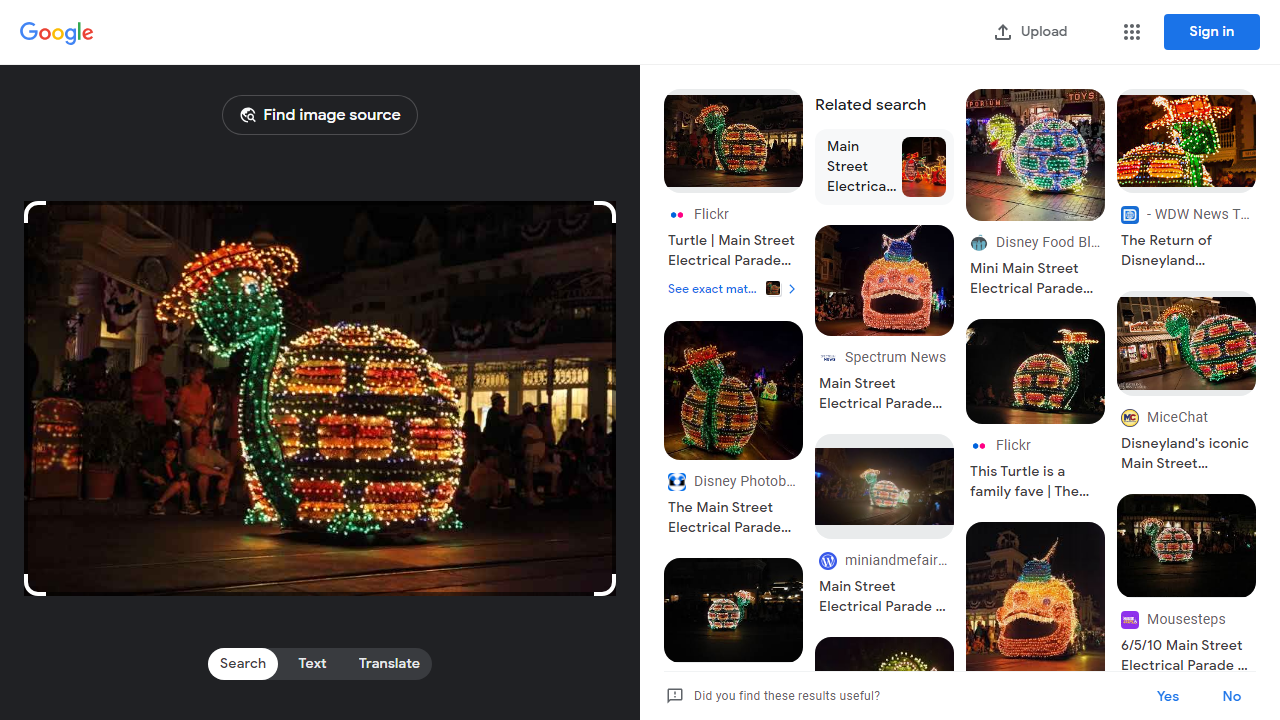 Google
Upload
Sign in
Find image source
Search
Text
Translate
Flickr
Turtle | Main Street
Electrical Parade...
See exact mat...
Disney Photob...
The Main Street
Electrical Parade...
Related search
Main
Street
Electrica...
Spectrum News
Main Street
Electrical Parade...
miniandmefair...
Main Street
Electrical Parade ...
EMPORIUM
TOYS
Disney Food Bl...
Mini Main Street
Electrical Parade...
Flickr
This Turtle is a
family fave | The...
- WDW News T...
The Return of
Disneyland...
MC
MiceChat
Disneyland's iconic
Main Street...
Mousesteps
6/5/10 Main Street
Electrical Parade ...
Did you find these results useful?
Yes
No